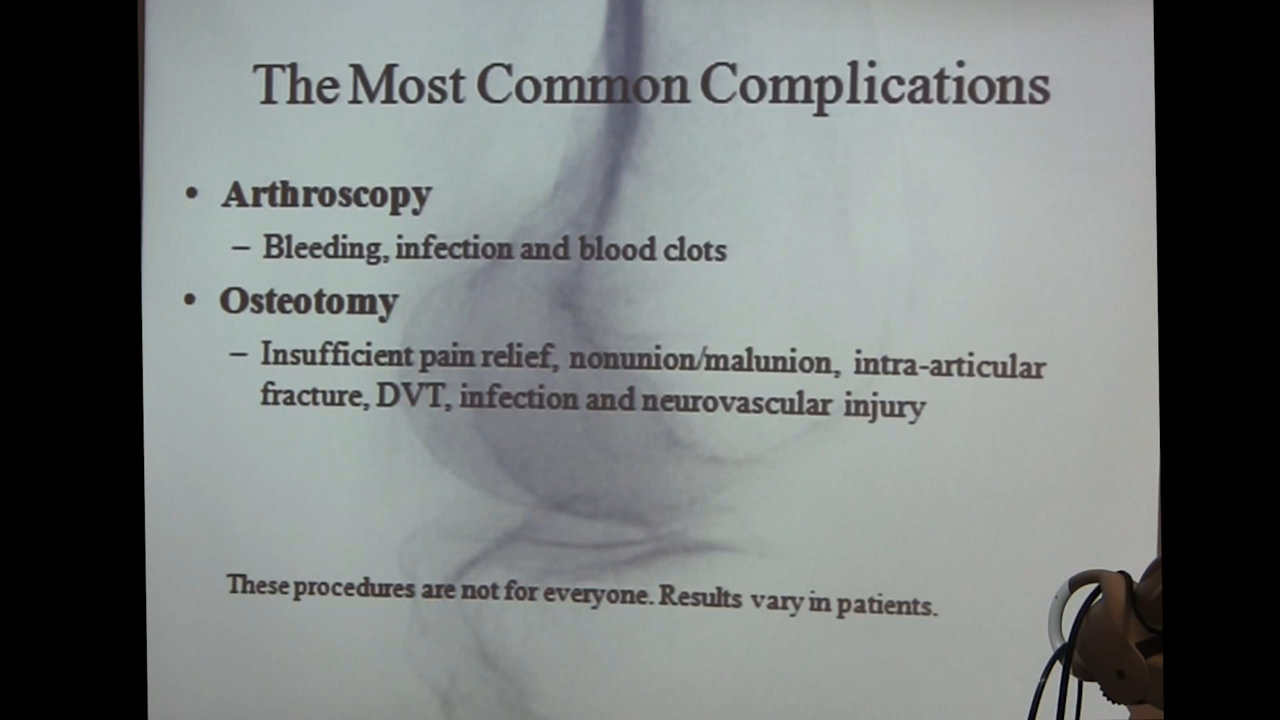 The Most Common Complications
• Arthroscopy
– Bleeding, infection and blood clots
• Osteotomy
– Insufficient pain relief, nonunion/malunion, intra-articular
fracture, DVT, infection and neurovascular injury
These procedures are not for everyone. Results vary in patients.